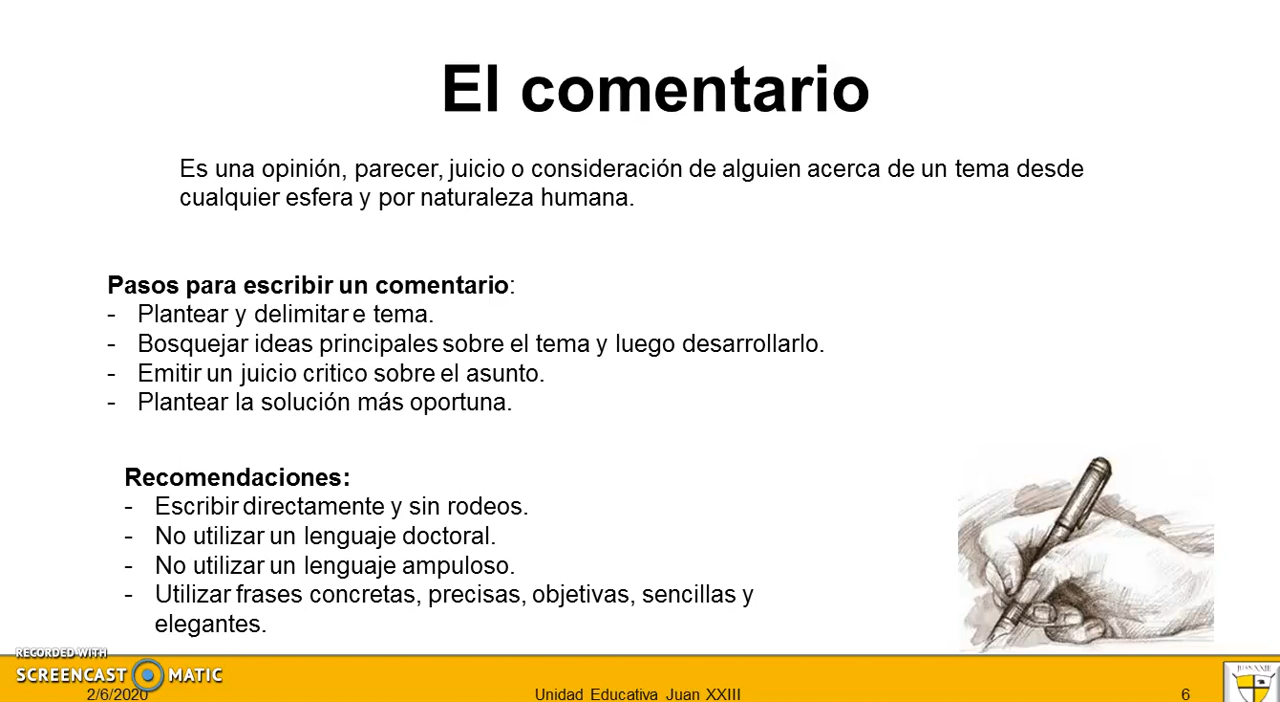 El comentario
Es una opinión, parecer, juicio o consideración de alguien acerca de un tema desde
cualquier esfera y por naturaleza humana.
Pasos para escribir un comentario:
- Plantear y delimitar e tema.
- Bosquejar ideas principales sobre el tema y luego desarrollarlo.
- Emitir un juicio critico sobre el asunto.
- Plantear la solución más oportuna.
Recomendaciones:
- Escribir directamente y sin rodeos.
- No utilizar un lenguaje doctoral.
- No utilizar un lenguaje ampuloso.
- Utilizar frases concretas, precisas, objetivas, sencillas y
elegantes.
RECORDED WITH
SCREENCAST MATIC
2/6/2020
Unidad Educativa Juan XXIII
6
JUAN XXIII